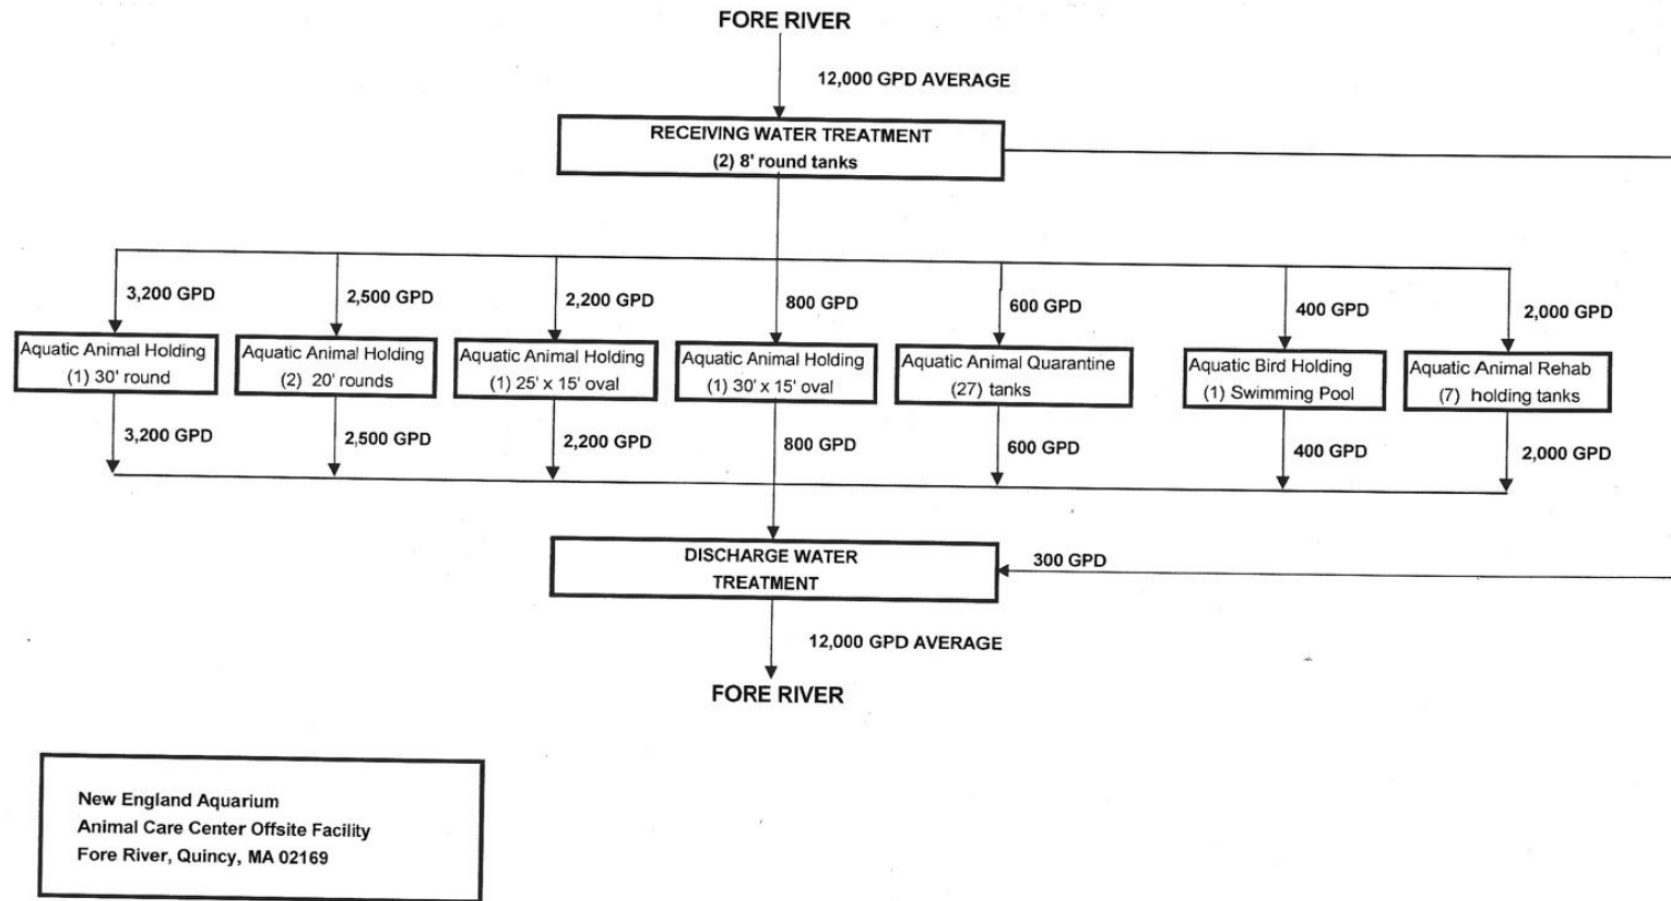 FORE RIVER
12,000 GPD AVERAGE
RECEIVING WATER TREATMENT
(2) 8' round tanks
3,200 GPD
2,500 GPD
2,200 GPD
800 GPD
600 GPD
400 GPD
2,000 GPD
Aquatic Animal Holding
(1) 30' round
Aquatic Animal Holding
(2) 20' rounds
Aquatic Animal Holding
(1) 25' x 15' oval
Aquatic Animal Holding
(1) 30' x 15' oval
Aquatic Animal Quarantine
(27) tanks
Aquatic Bird Holding
(1) Swimming Pool
Aquatic Animal Rehab
(7) holding tanks
3,200 GPD
2,500 GPD
2,200 GPD
800 GPD
600 GPD
400 GPD
2,000 GPD
DISCHARGE WATER
TREATMENT
300 GPD
12,000 GPD AVERAGE
FORE RIVER
New England Aquarium
Animal Care Center Offsite Facility
Fore River, Quincy, MA 02169